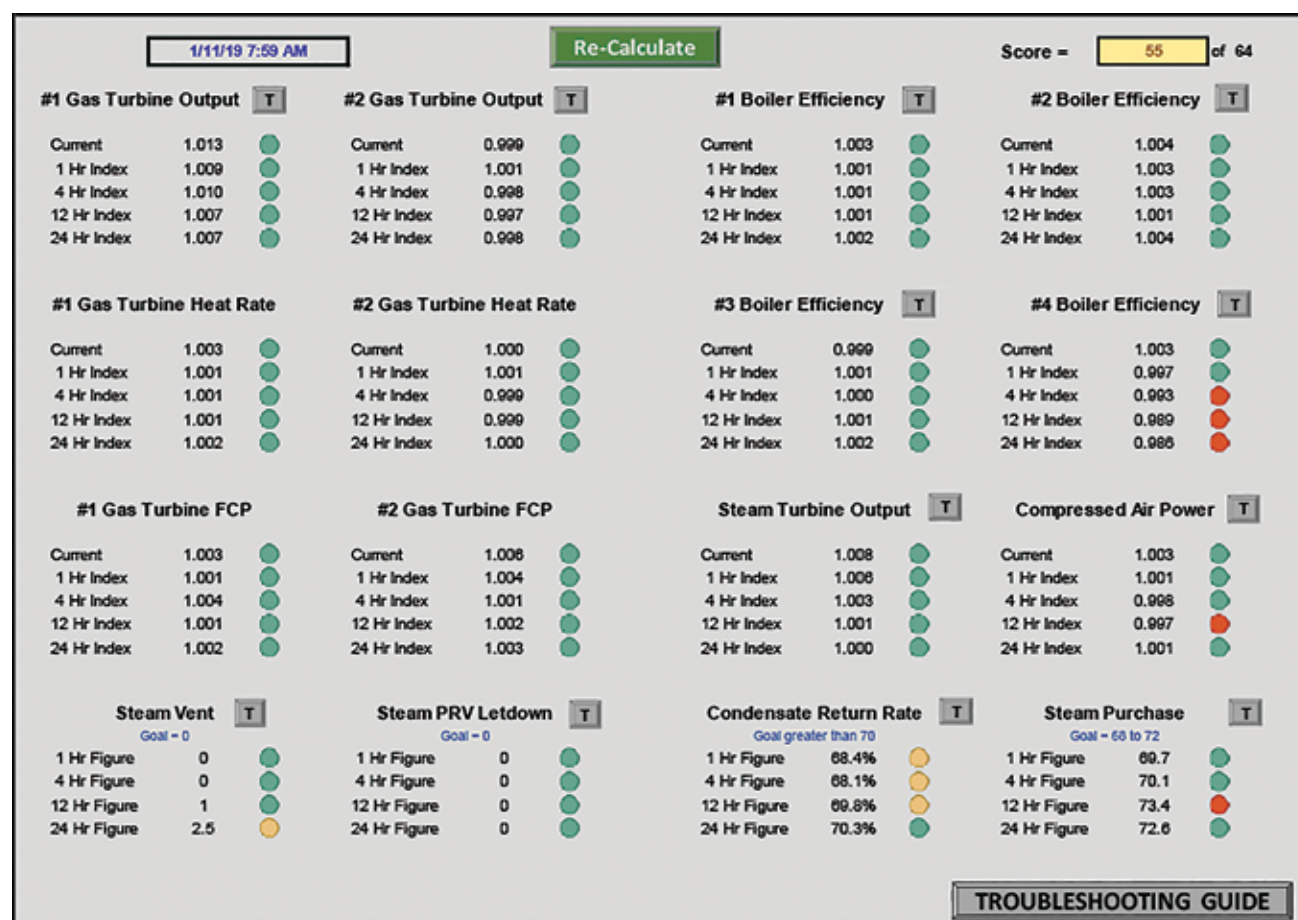 1/11/19 7:59 AM
Re-Calculate
Score = 55 of 64
#1 Gas Turbine Output T
Current 1.013
1 Hr Index 1.009
4 Hr Index 1.010
12 Hr Index 1.007
24 Hr Index 1.007
#2 Gas Turbine Output T
Current 0.999
1 Hr Index 1.001
4 Hr Index 0.998
12 Hr Index 0.997
24 Hr Index 0.998
#1 Boiler Efficiency T
Current 1.003
1 Hr Index 1.001
4 Hr Index 1.001
12 Hr Index 1.001
24 Hr Index 1.002
#2 Boiler Efficiency T
Current 1.004
1 Hr Index 1.003
4 Hr Index 1.003
12 Hr Index 1.001
24 Hr Index 1.004
#1 Gas Turbine Heat Rate
Current 1.003
1 Hr Index 1.001
4 Hr Index 1.001
12 Hr Index 1.001
24 Hr Index 1.002
#2 Gas Turbine Heat Rate
Current 1.000
1 Hr Index 1.001
4 Hr Index 0.999
12 Hr Index 0.999
24 Hr Index 1.000
#3 Boiler Efficiency T
Current 0.999
1 Hr Index 1.001
4 Hr Index 1.000
12 Hr Index 1.001
24 Hr Index 1.002
#4 Boiler Efficiency T
Current 1.003
1 Hr Index 0.997
4 Hr Index 0.993
12 Hr Index 0.989
24 Hr Index 0.986
#1 Gas Turbine FCP
Current 1.003
1 Hr Index 1.001
4 Hr Index 1.004
12 Hr Index 1.001
24 Hr Index 1.002
#2 Gas Turbine FCP
Current 1.006
1 Hr Index 1.004
4 Hr Index 1.001
12 Hr Index 1.002
24 Hr Index 1.003
Steam Turbine Output T
Current 1.008
1 Hr Index 1.006
4 Hr Index 1.003
12 Hr Index 1.001
24 Hr Index 1.000
Compressed Air Power T
Current 1.003
1 Hr Index 1.001
4 Hr Index 0.998
12 Hr Index 0.997
24 Hr Index 1.001
Steam Vent T
Goal = 0
1 Hr Figure 0
4 Hr Figure 0
12 Hr Figure 1
24 Hr Figure 2.5
Steam PRV Letdown T
Goal = 0
1 Hr Figure 0
4 Hr Figure 0
12 Hr Figure 0
24 Hr Figure 0
Condensate Return Rate T
Goal greater than 70
1 Hr Figure 68.4%
4 Hr Figure 68.1%
12 Hr Figure 69.8%
24 Hr Figure 70.3%
Steam Purchase T
Goal = 68 to 72
1 Hr Figure 69.7
4 Hr Figure 70.1
12 Hr Figure 73.4
24 Hr Figure 72.6
TROUBLESHOOTING GUIDE